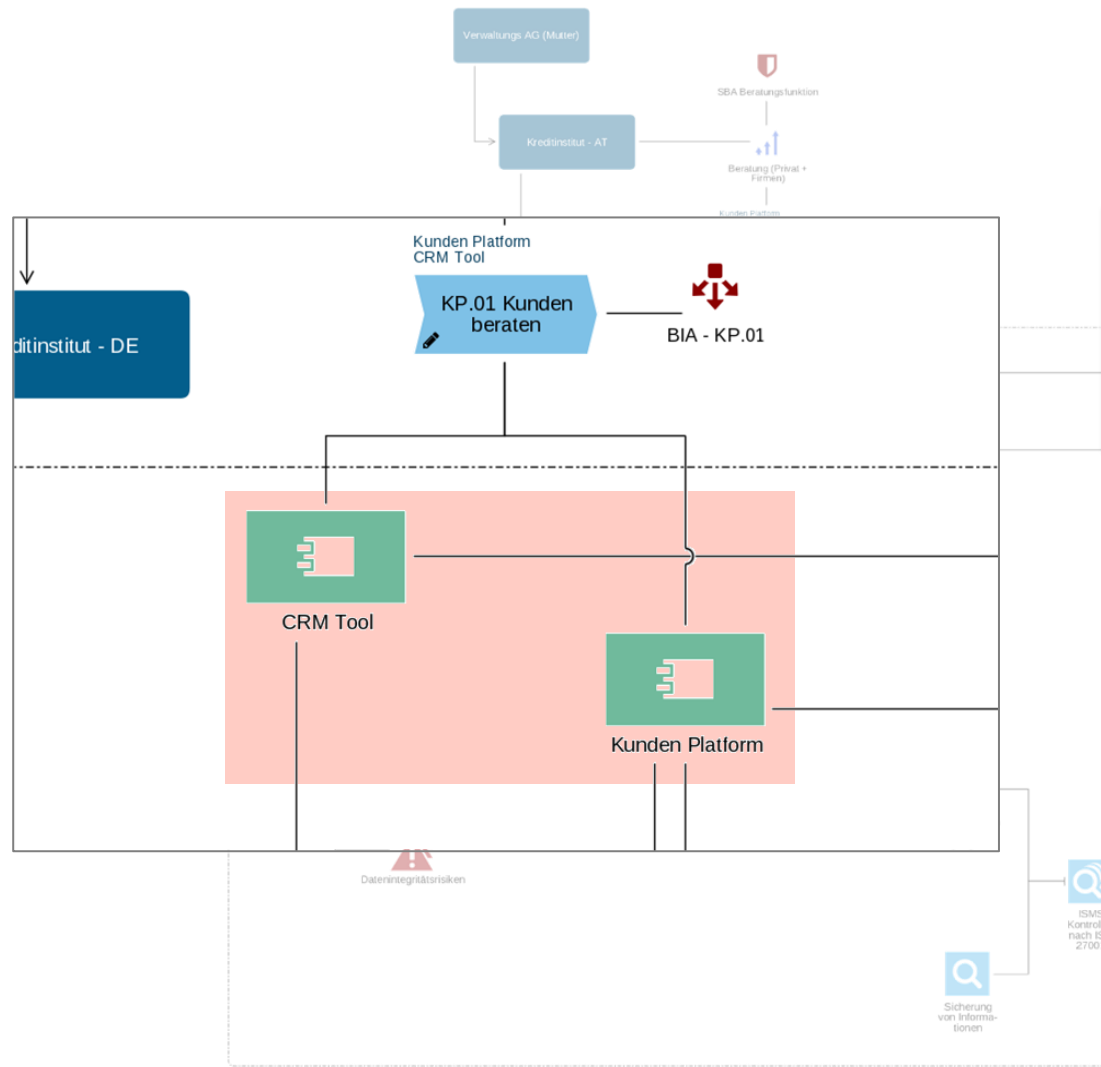 Verwaltungs AG (Mutter)
SBA Beratungsfunktion
Kreditinstitut - AT
Beratung (Privat +
Firmen)
Kunden Partform
Kunden Platform
CRM Tool
KP.01 Kunden
beraten
BIA - KP.01
ditinstitut - DE
CRM Tool
Kunden Platform
Datenintegritätsrisiken
ISMS
Kontrol
nach IS
2700
Sicherung
von Informa-
tionen